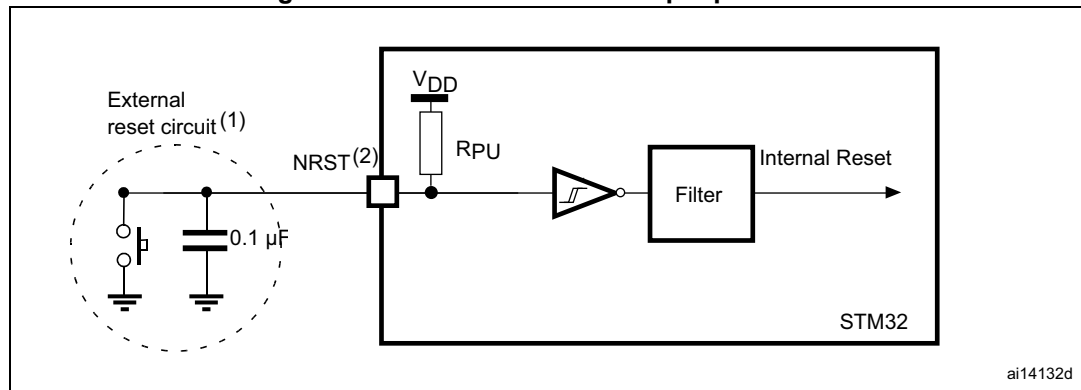 VDD
External
reset circuit(1)
NRST(2)
RPU
Internal Reset
Filter
0.1 µF
STM32
ai14132d